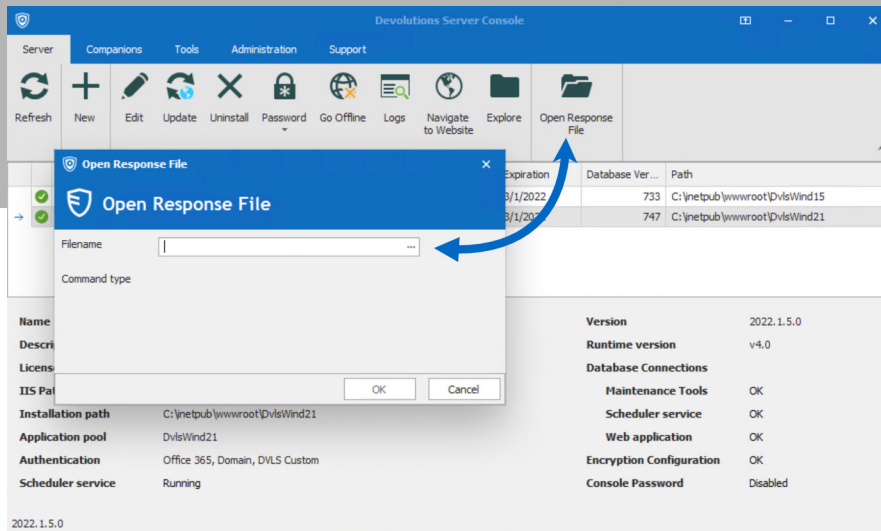 Devolutions Server Console
Server Companions Tools Administration Support
Refresh New Edit Update Uninstall Password Go Offline Logs Navigate to Website Explore Open Response File
Open Response File
Open Response File
Filename
...
Command type
OK Cancel
Expiration Database Ver... Path
3/1/2022 733 C:\inetpub\wwwroot\DvlsWind15
747 C:\inetpub\wwwroot\DvlsWind21
Name
Descri
Licens
IIS Pat
Installation path C:\inetpub\wwwroot\DvlsWind21
Application pool DvlsWind21
Authentication Office 365, Domain, DVLS Custom
Scheduler service Running
Version 2022.1.5.0
Runtime version v4.0
Database Connections
Maintenance Tools OK
Scheduler service OK
Web application OK
Encryption Configuration OK
Console Password Disabled
2022.1.5.0